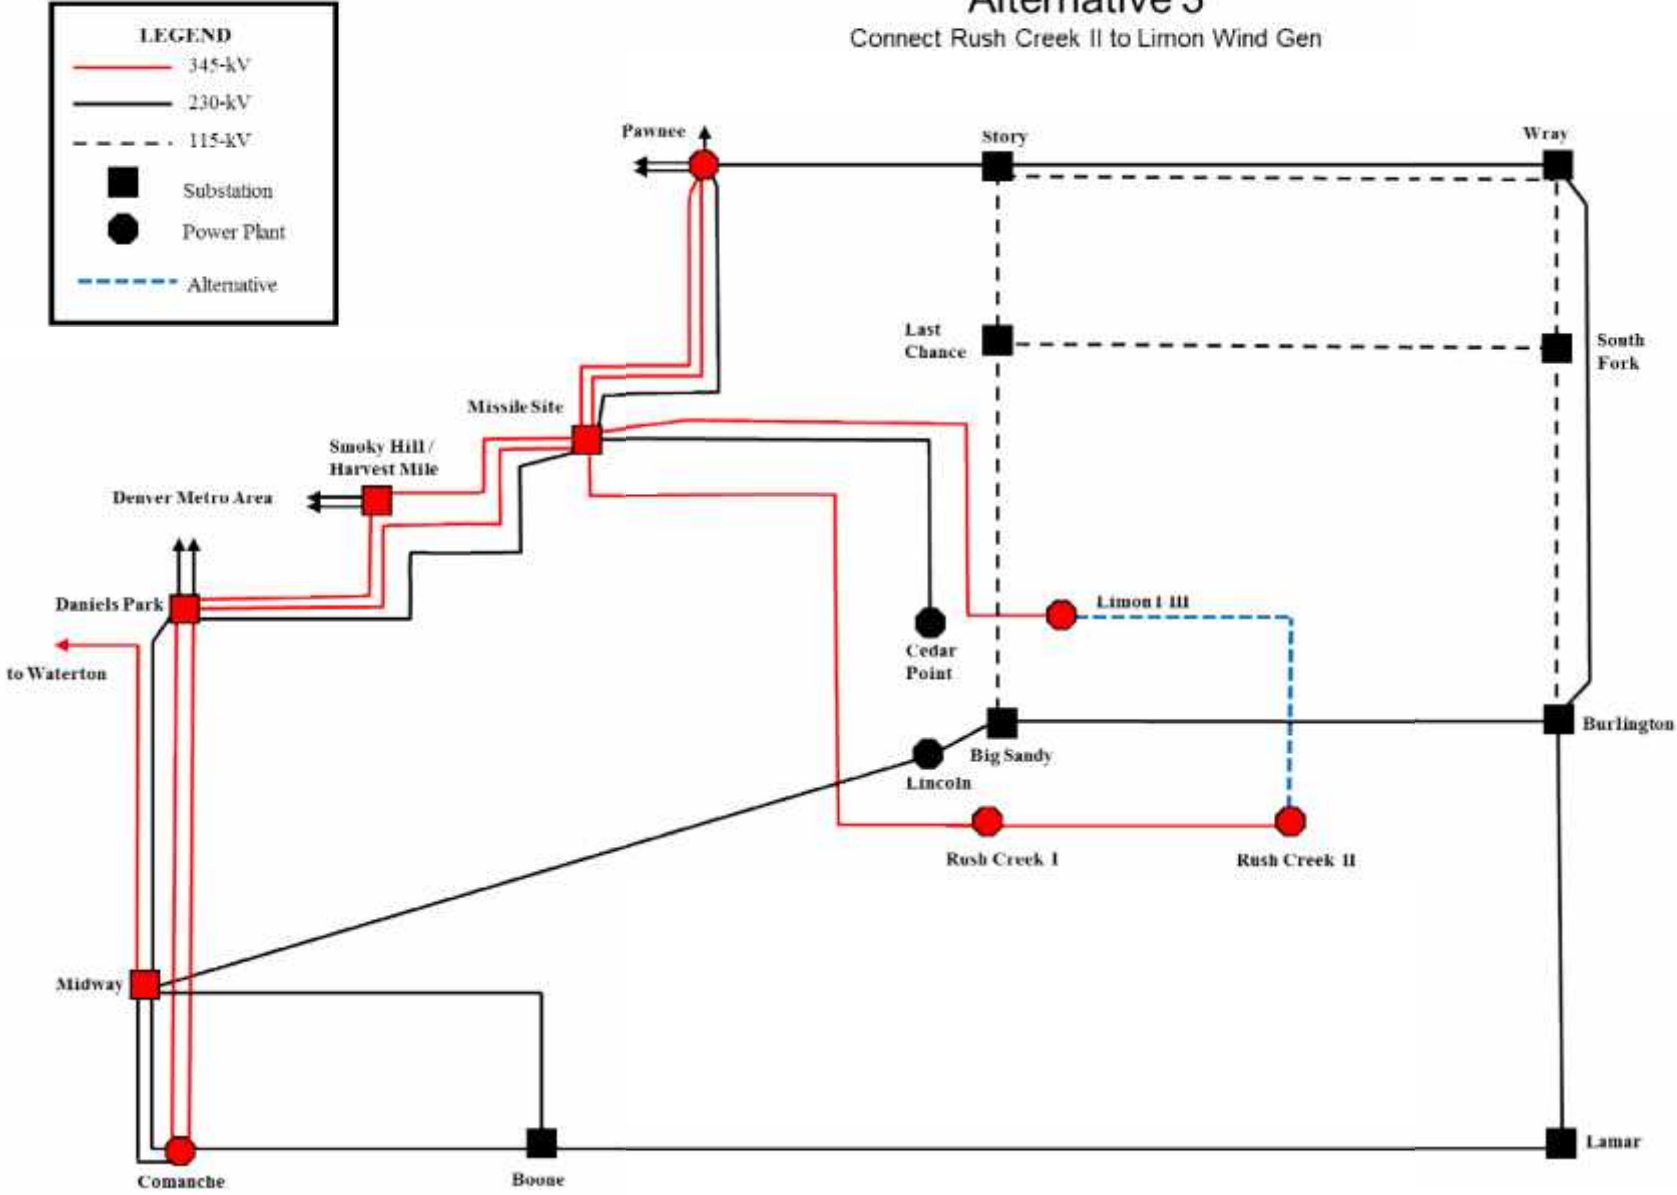 Alternative 3
Connect Rush Creek II to Limon Wind Gen
LEGEND
345-kV
230-kV
115-kV
Substation
Power Plant
Alternative
Pawnee
Story
Wray
Last
Chance
South
Fork
Missile Site
Smoky Hill /
Harvest Mile
Denver Metro Area
Daniels Park
to Waterton
Limon I III
Cedar
Point
Burlington
Big Sandy
Lincoln
Rush Creek I
Rush Creek II
Midway
Lamar
Comanche
Boone